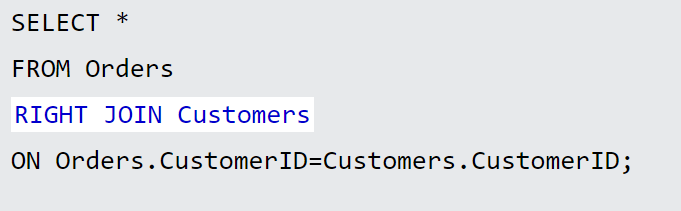 SELECT *
FROM Orders
RIGHT JOIN Customers
ON Orders.CustomerID=Customers.CustomerID;